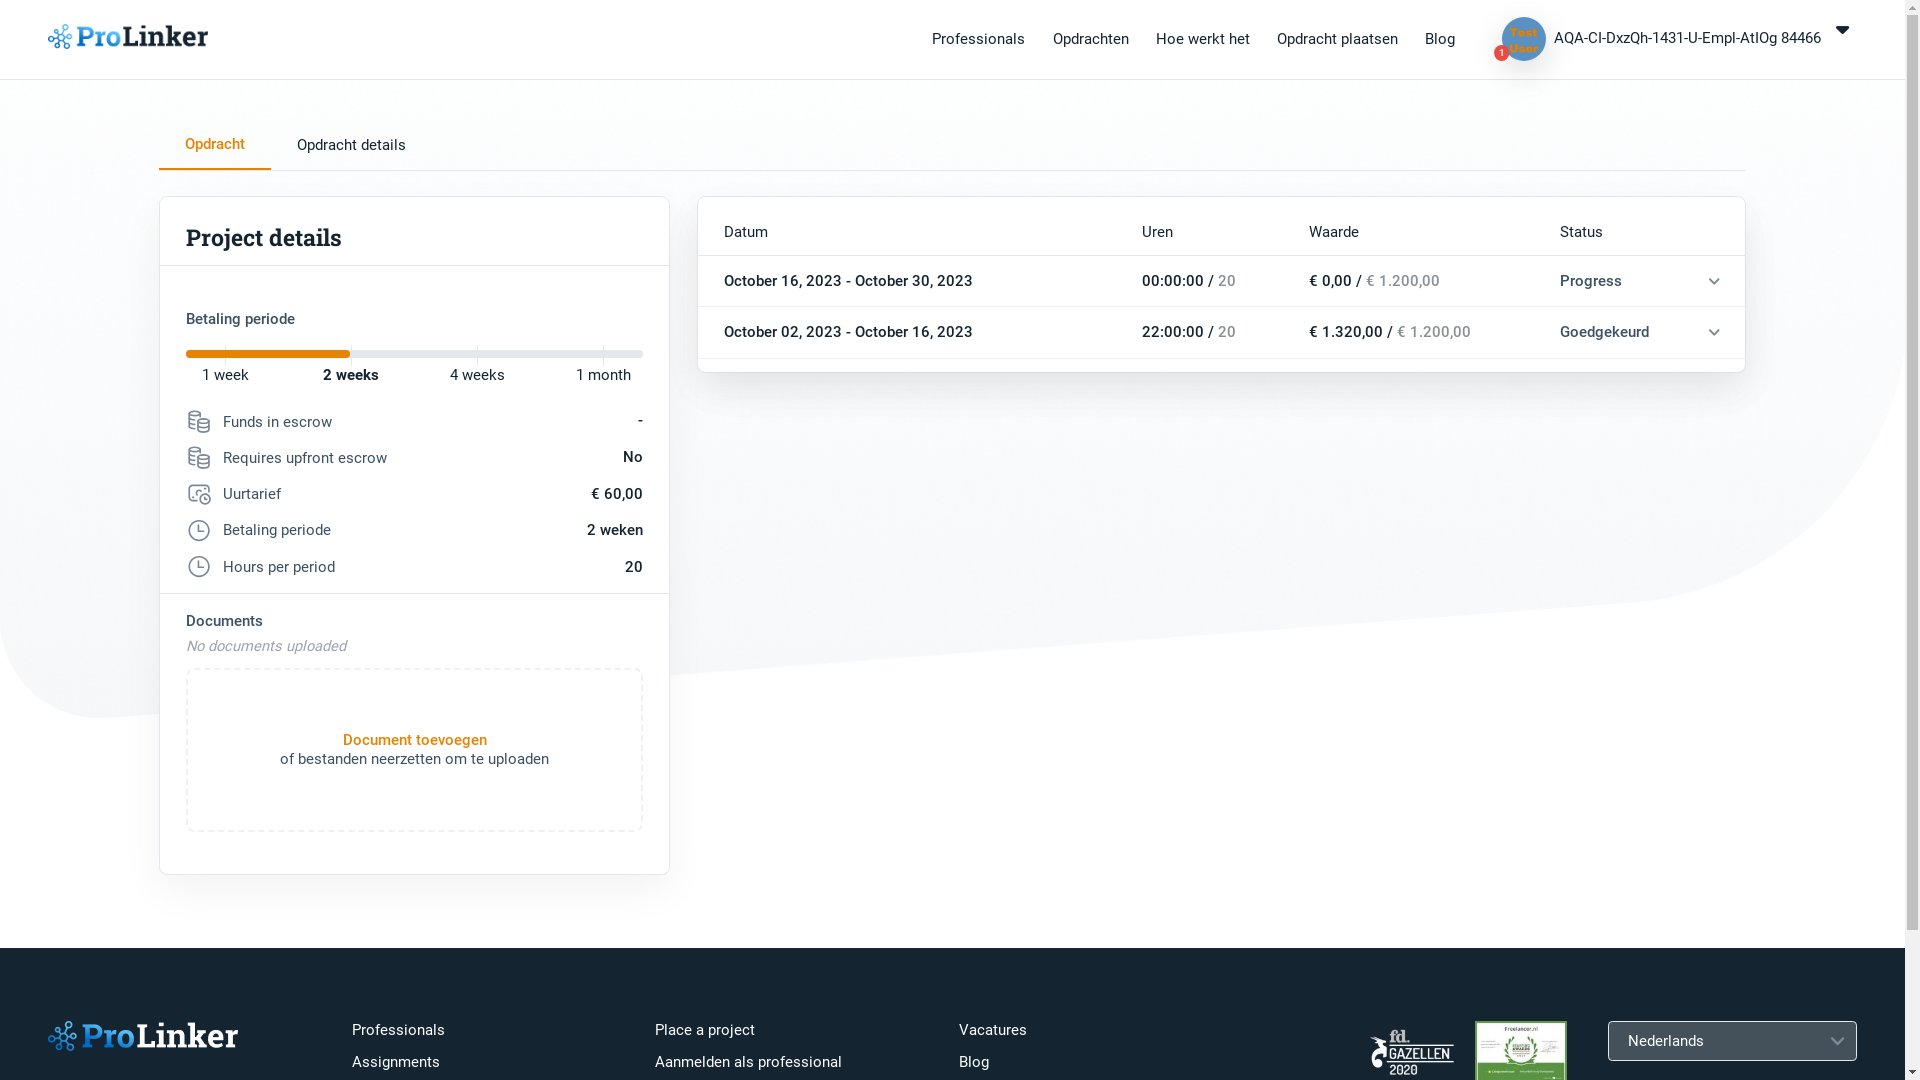 ProLinker
Professionals Opdrachten Hoe werkt het Opdracht plaatsen Blog
Test User
1
AQA-CI-DxzQh-1431-U-Empl-AtIOg 84466
Opdracht Opdracht details
Project details
Betaling periode
1 week 2 weeks 4 weeks 1 month
Funds in escrow -
Requires upfront escrow No
Uurtarief € 60,00
Betaling periode 2 weken
Hours per period 20
Documents
No documents uploaded
Document toevoegen
of bestanden neerzetten om te uploaden
Datum Uren Waarde Status
October 16, 2023 - October 30, 2023 00:00:00 / 20 € 0,00 / € 1.200,00 Progress
October 02, 2023 - October 16, 2023 22:00:00 / 20 € 1.320,00 / € 1.200,00 Goedgekeurd
ProLinker
Professionals
Assignments
Place a project
Aanmelden als professional
Vacatures
Blog
fd.
GAZELLEN
2020
Freelancer.nl
Nederlands